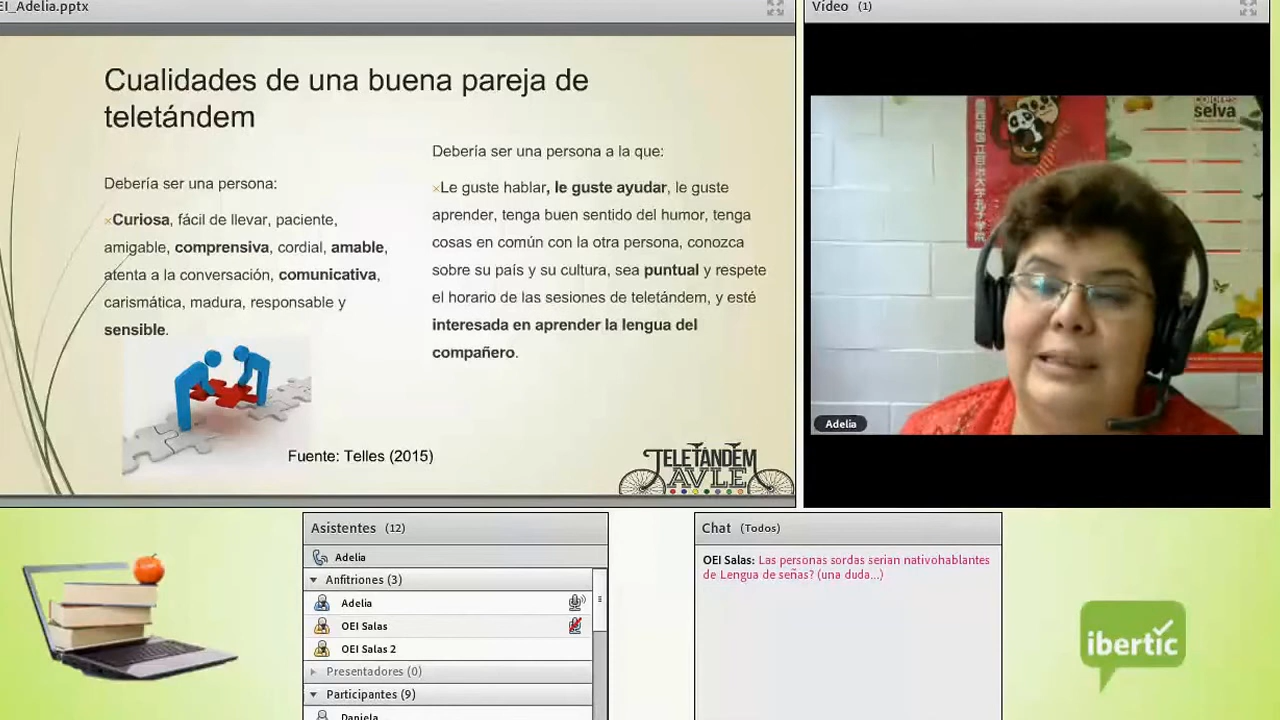 EI_Adelia.pptx
Cualidades de una buena pareja de
teletándem
Debería ser una persona:
×Curiosa, fácil de llevar, paciente,
amigable, comprensiva, cordial, amable,
atenta a la conversación, comunicativa,
carismática, madura, responsable y
sensible.
Debería ser una persona a la que:
×Le guste hablar, le guste ayudar, le guste
aprender, tenga buen sentido del humor, tenga
cosas en común con la otra persona, conozca
sobre su país y su cultura, sea puntual y respete
el horario de las sesiones de teletándem, y esté
interesada en aprender la lengua del
compañero.
Fuente: Telles (2015)
TELETÁNDEM
AVLE
Vídeo (1)
selva
Adelia
Asistentes (12)
Adelia
Anfitriones (3)
Adelia
OEI Salas
OEI Salas 2
Presentadores (0)
Participantes (9)
Daniela
Chat (Todos)
OEI Salas: Las personas sordas serian nativohablantes
de Lengua de señas? (una duda...)
ibertic